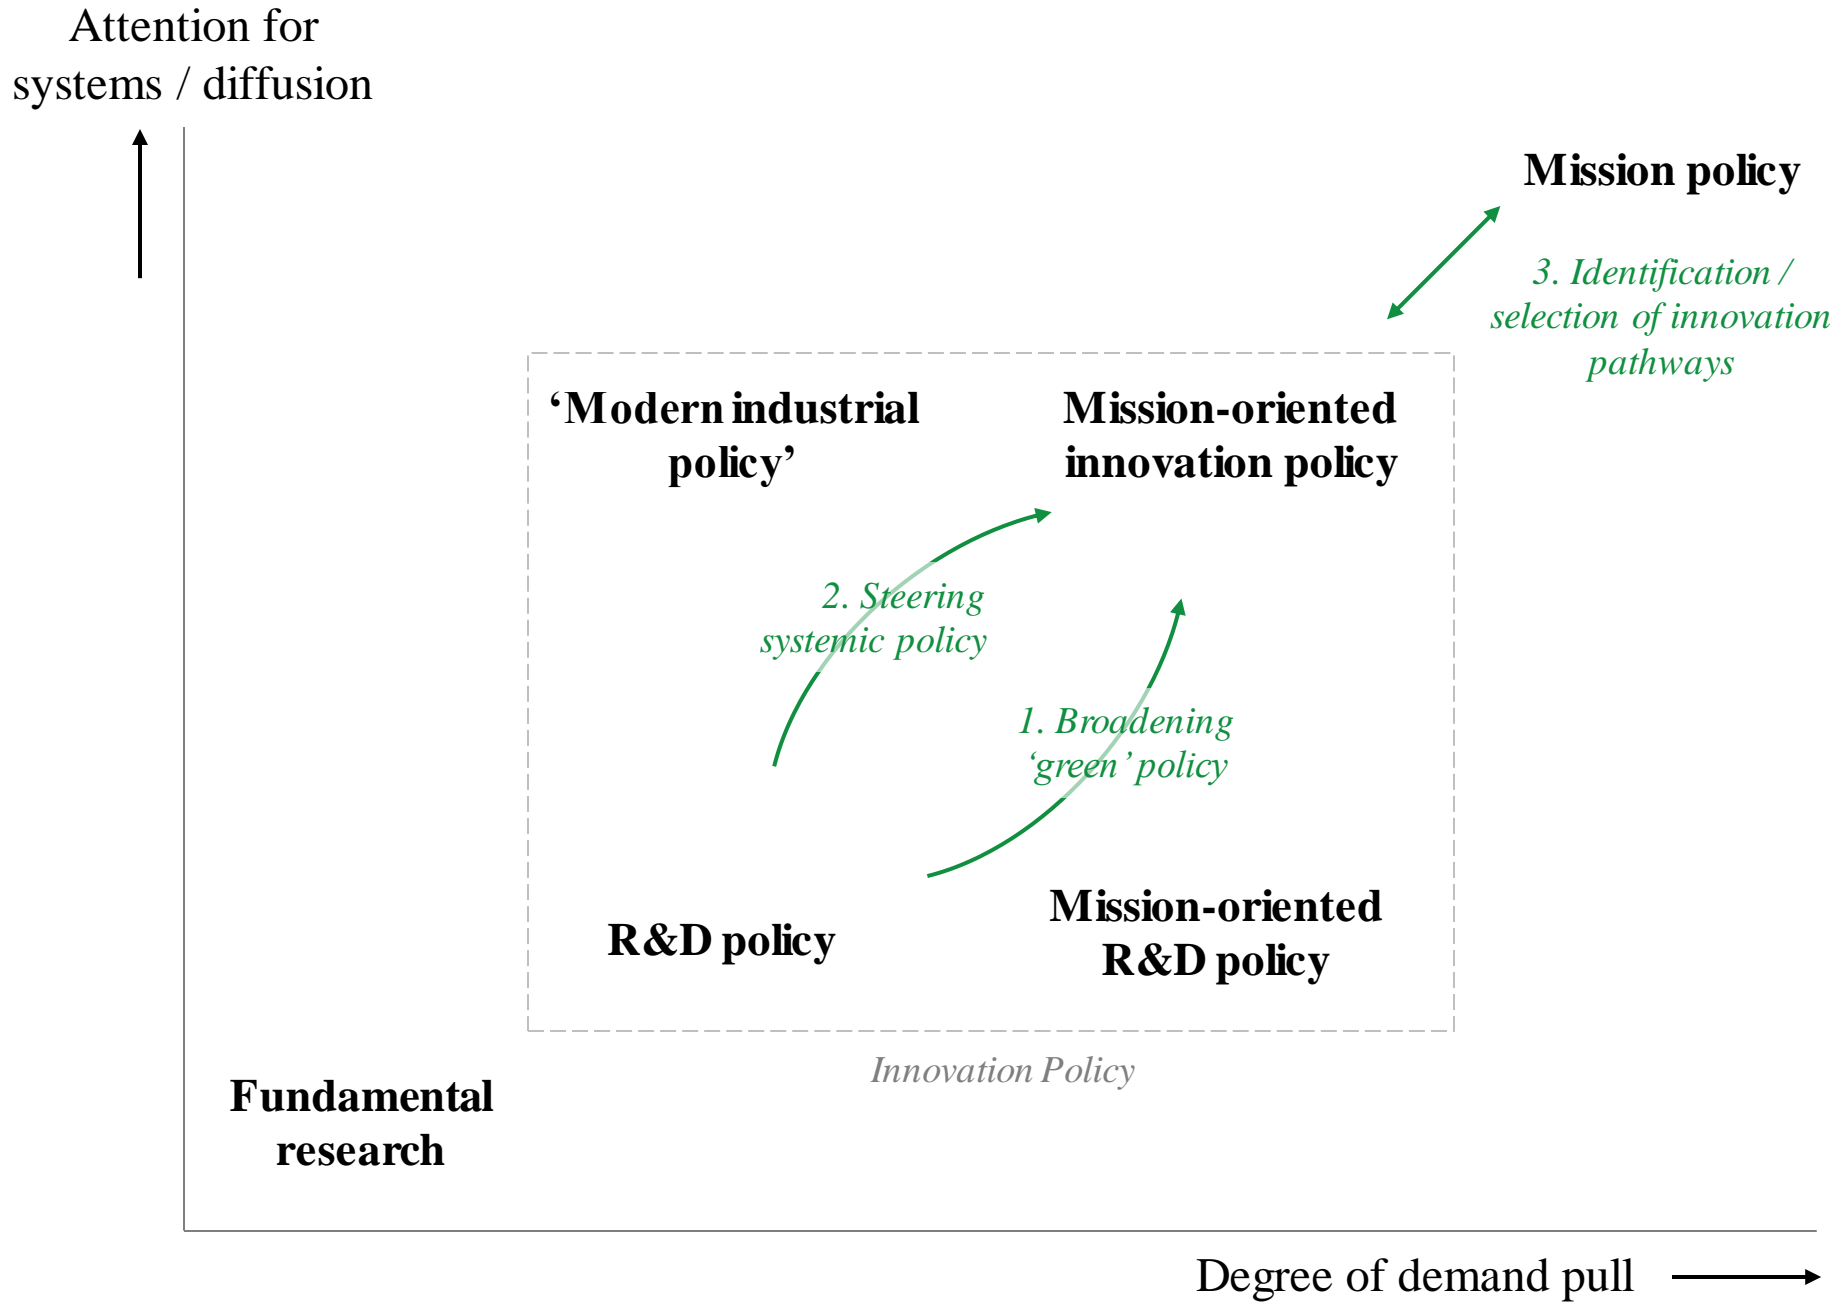 Attention for
systems / diffusion
Mission policy
3. Identification /
selection of innovation
pathways
‘Modern industrial
policy’
Mission-oriented
innovation policy
2. Steering
systemic policy
1. Broadening
‘green’ policy
R&D policy
Mission-oriented
R&D policy
Innovation Policy
Fundamental
research
Degree of demand pull